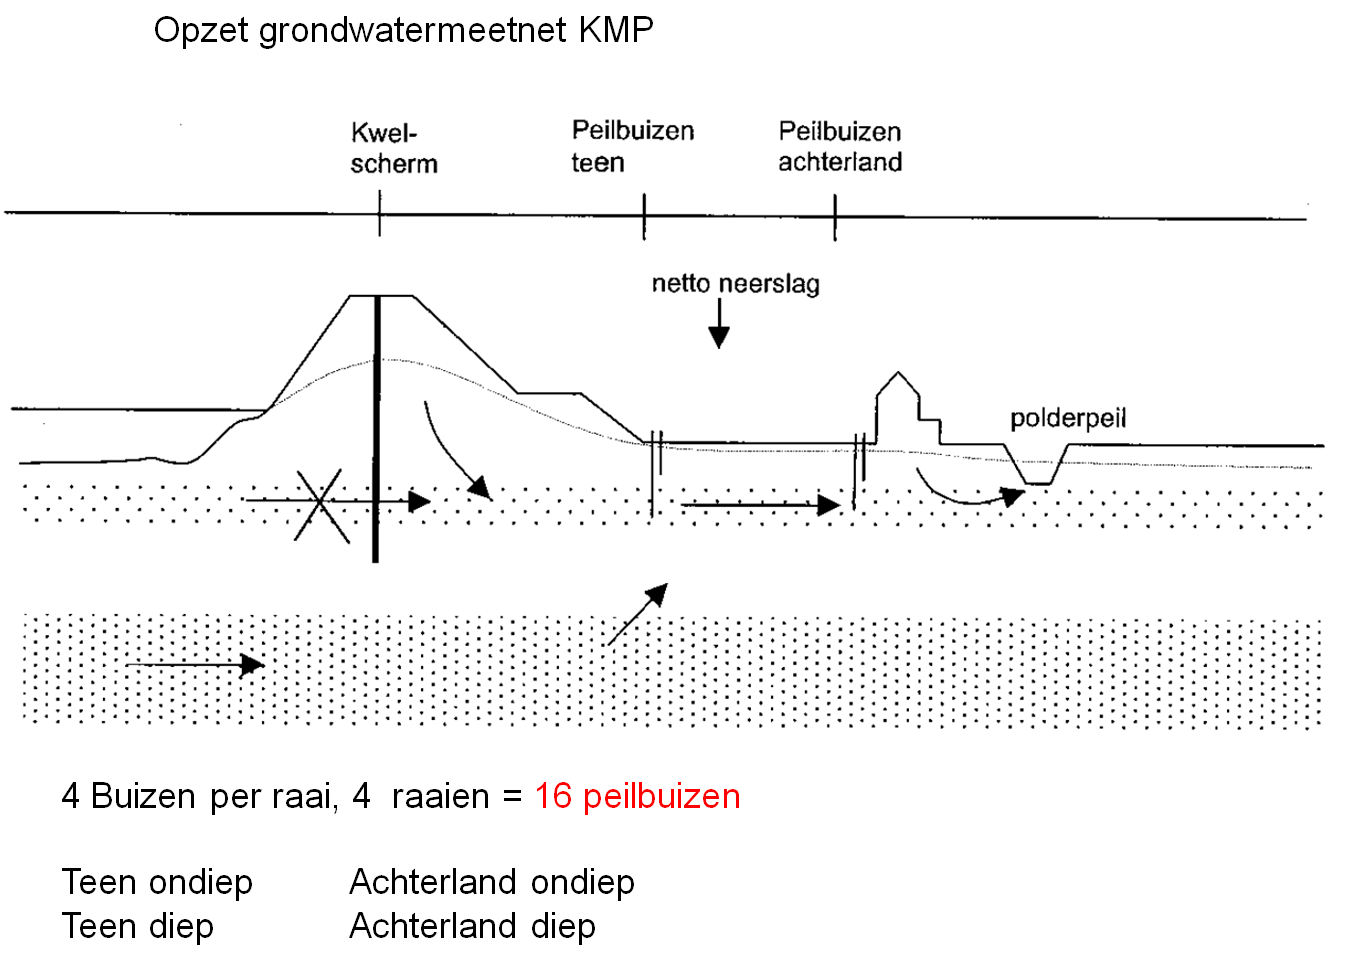 Opzet grondwatermeetnet KMP
Kwel-
scherm
Peilbuizen
teen
Peilbuizen
achterland
netto neerslag
polderpeil
4 Buizen per raai, 4 raaien = 16 peilbuizen
Teen ondiep Achterland ondiep
Teen diep Achterland diep